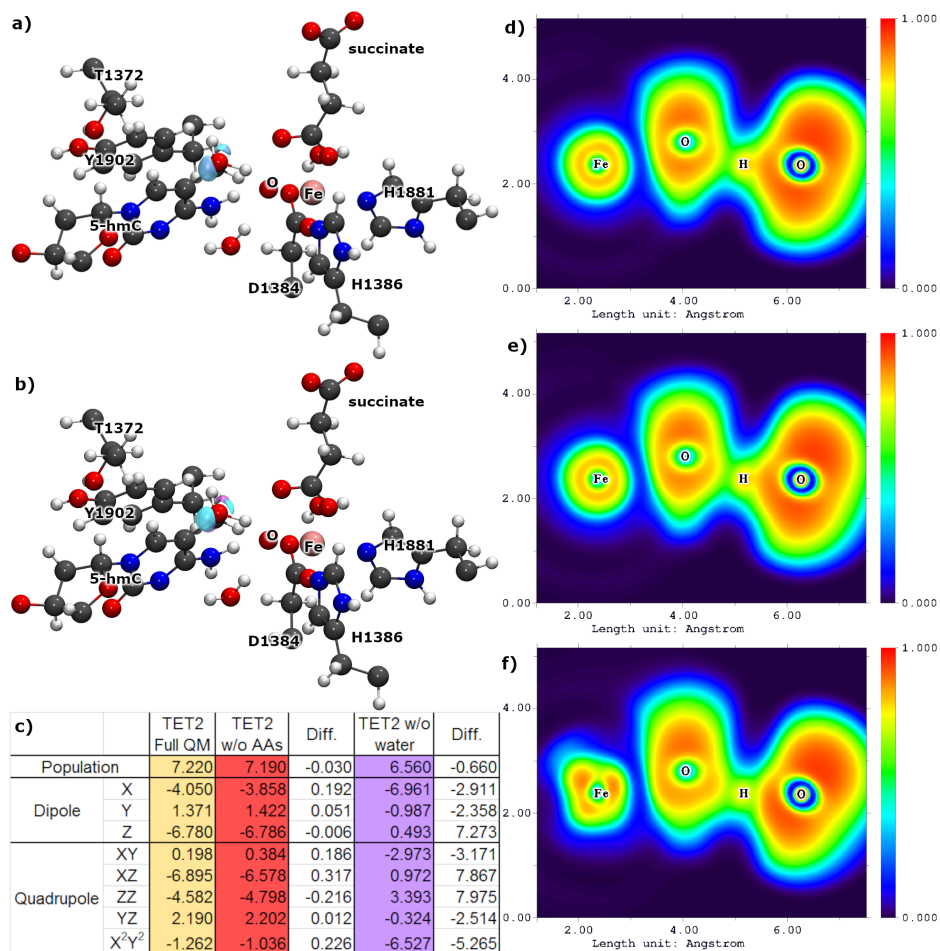 a)
succinate
T1372
Y1902
5-hmC
O
Fe
H1881
D1384
H1386
b)
succinate
T1372
Y1902
5-hmC
O
Fe
H1881
D1384
H1386
c)
TET2 Full QM TET2 w/o AAs Diff. TET2 w/o water Diff.
Population 7.220 7.190 -0.030 6.560 -0.660
Dipole X -4.050 -3.858 0.192 -6.961 -2.911
Y 1.371 1.422 0.051 -0.987 -2.358
Z -6.780 -6.786 -0.006 0.493 7.273
Quadrupole XY 0.198 0.384 0.186 -2.973 -3.171
XZ -6.895 -6.578 0.317 0.972 7.867
ZZ -4.582 -4.798 -0.216 3.393 7.975
YZ 2.190 2.202 0.012 -0.324 -2.514
X²Y² -1.262 -1.036 0.226 -6.527 -5.265
d)
1.000
4.00
O
Fe
H
O
2.00
0.00
0.000
2.00 4.00 6.00
Length unit: Angstrom
e)
1.000
4.00
O
Fe
H
O
2.00
0.00
0.000
2.00 4.00 6.00
Length unit: Angstrom
f)
1.000
4.00
O
Fe
H
O
2.00
0.00
0.000
2.00 4.00 6.00
Length unit: Angstrom